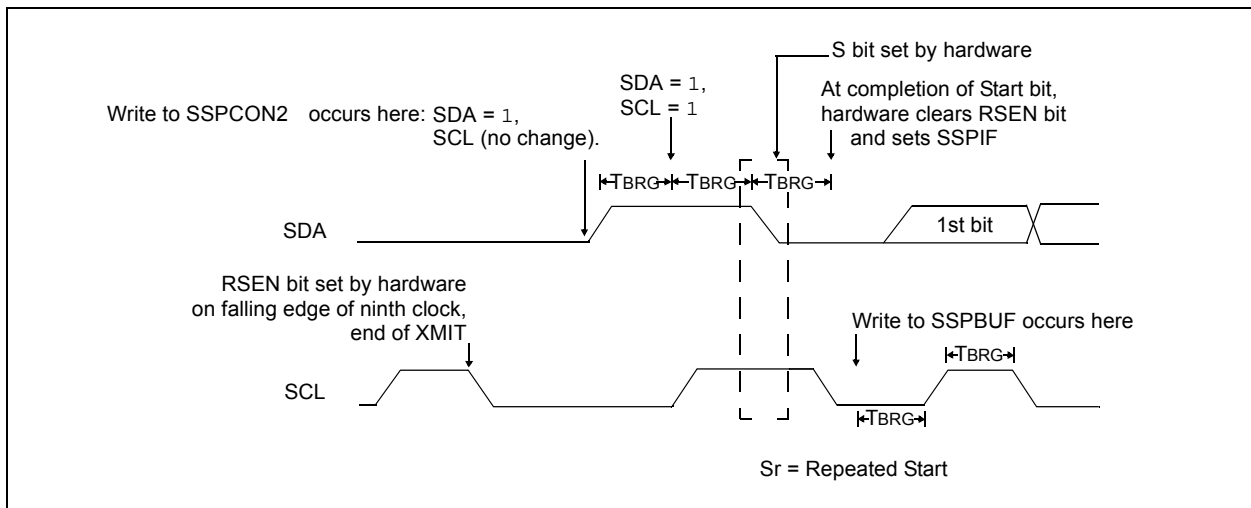 S bit set by hardware
SDA = 1,
SCL = 1
At completion of Start bit,
hardware clears RSEN bit
and sets SSPIF
Write to SSPCON2 occurs here: SDA = 1,
SCL (no change).
TBRG TBRG TBRG
SDA
1st bit
RSEN bit set by hardware
on falling edge of ninth clock,
end of XMIT
Write to SSPBUF occurs here
TBRG
SCL
TBRG
Sr = Repeated Start